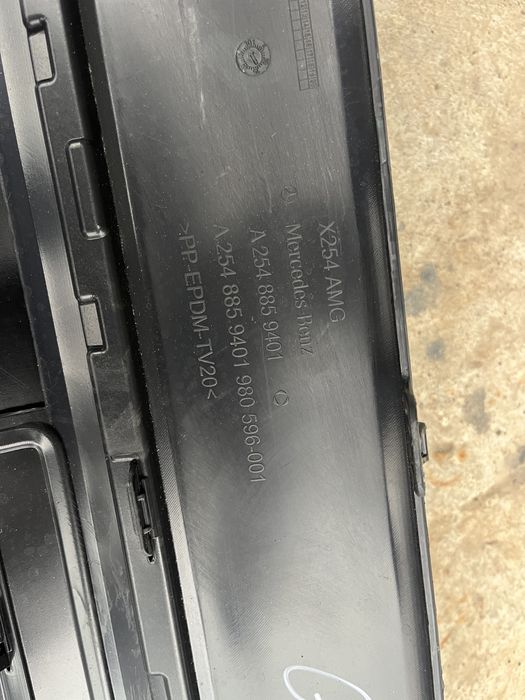 X254 AMG
Mercedes-Benz
A 254 885 9401
A 254 885 9401 980 596-001
>PP-EPDM-TV20<